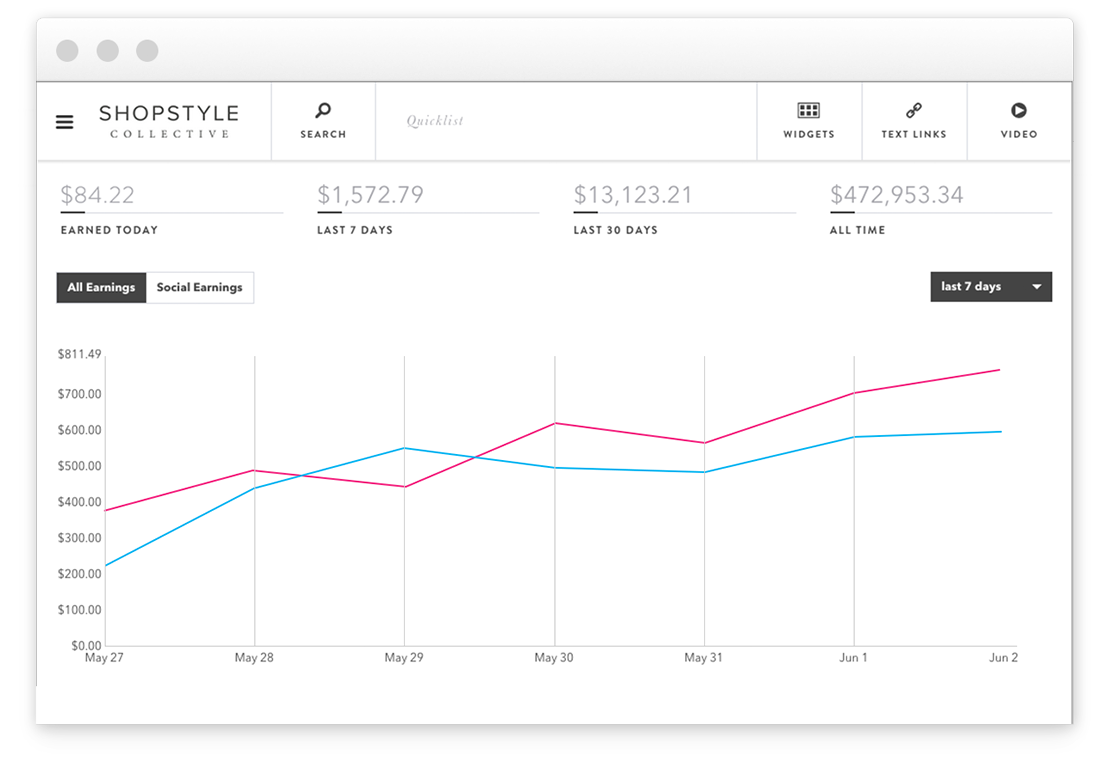 SHOPSTYLE
COLLECTIVE
SEARCH
Quicklist
WIDGETS
TEXT LINKS
VIDEO
$84.22
EARNED TODAY
$1,572.79
LAST 7 DAYS
$13,123.21
LAST 30 DAYS
$472,953.34
ALL TIME
All Earnings
Social Earnings
last 7 days
$811.49
$700.00
$600.00
$500.00
$400.00
$300.00
$200.00
$100.00
$0.00
May 27
May 28
May 29
May 30
May 31
Jun 1
Jun 2